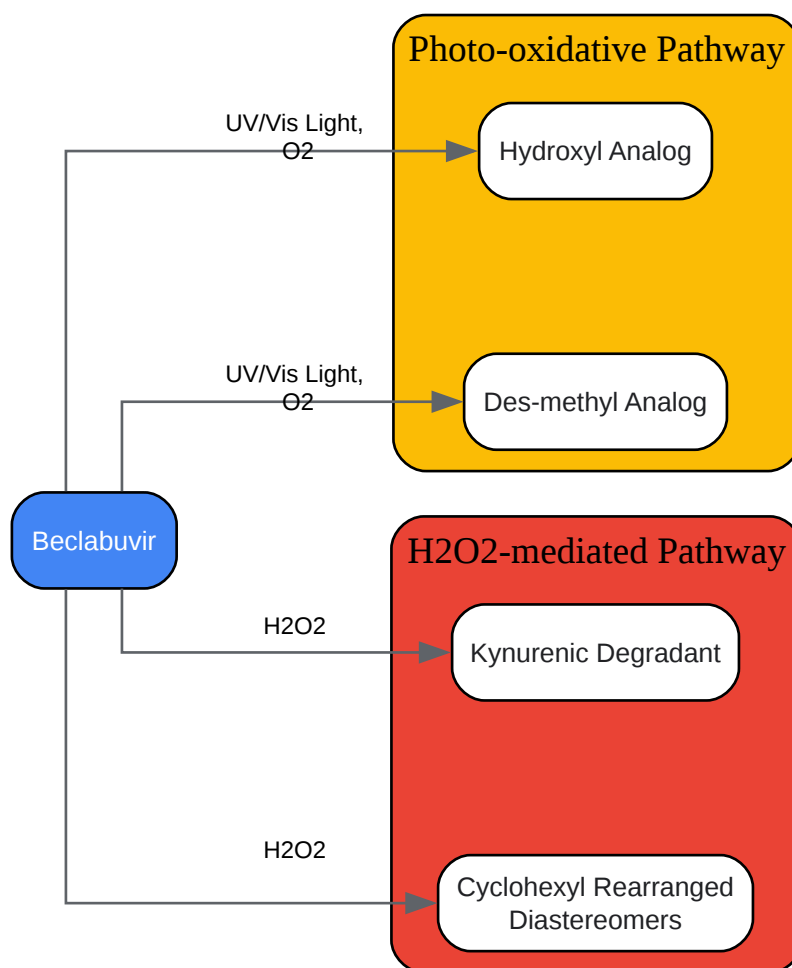 Photo-oxidative Pathway
UV/Vis Light,
O2
Hydroxyl Analog
UV/Vis Light,
O2
Des-methyl Analog
Beclabuvir
H2O2-mediated Pathway
H2O2
Kynurenic Degradant
H2O2
Cyclohexyl Rearranged
Diastereomers